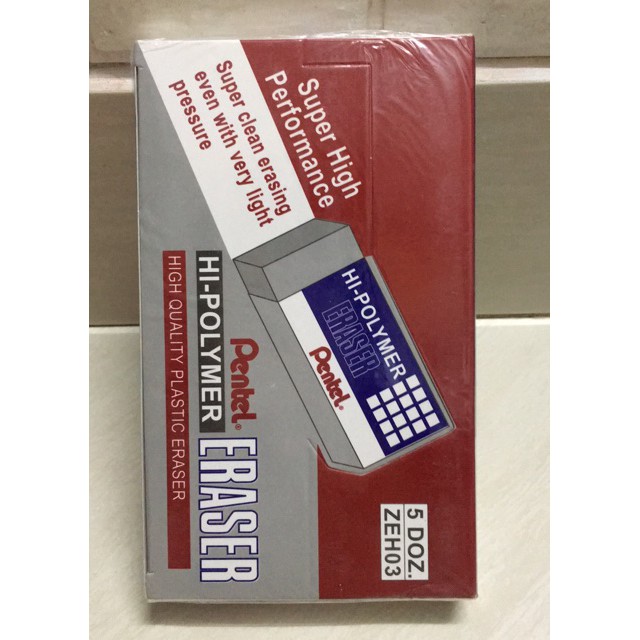 Super High
Performance
Super clean erasing
even with very light
pressure
HI-POLYMER
ERASER
Pentel®
Pentel®
HI-POLYMER
ERASER
HIGH QUALITY PLASTIC ERASER
5 DOZ.
ZEH03